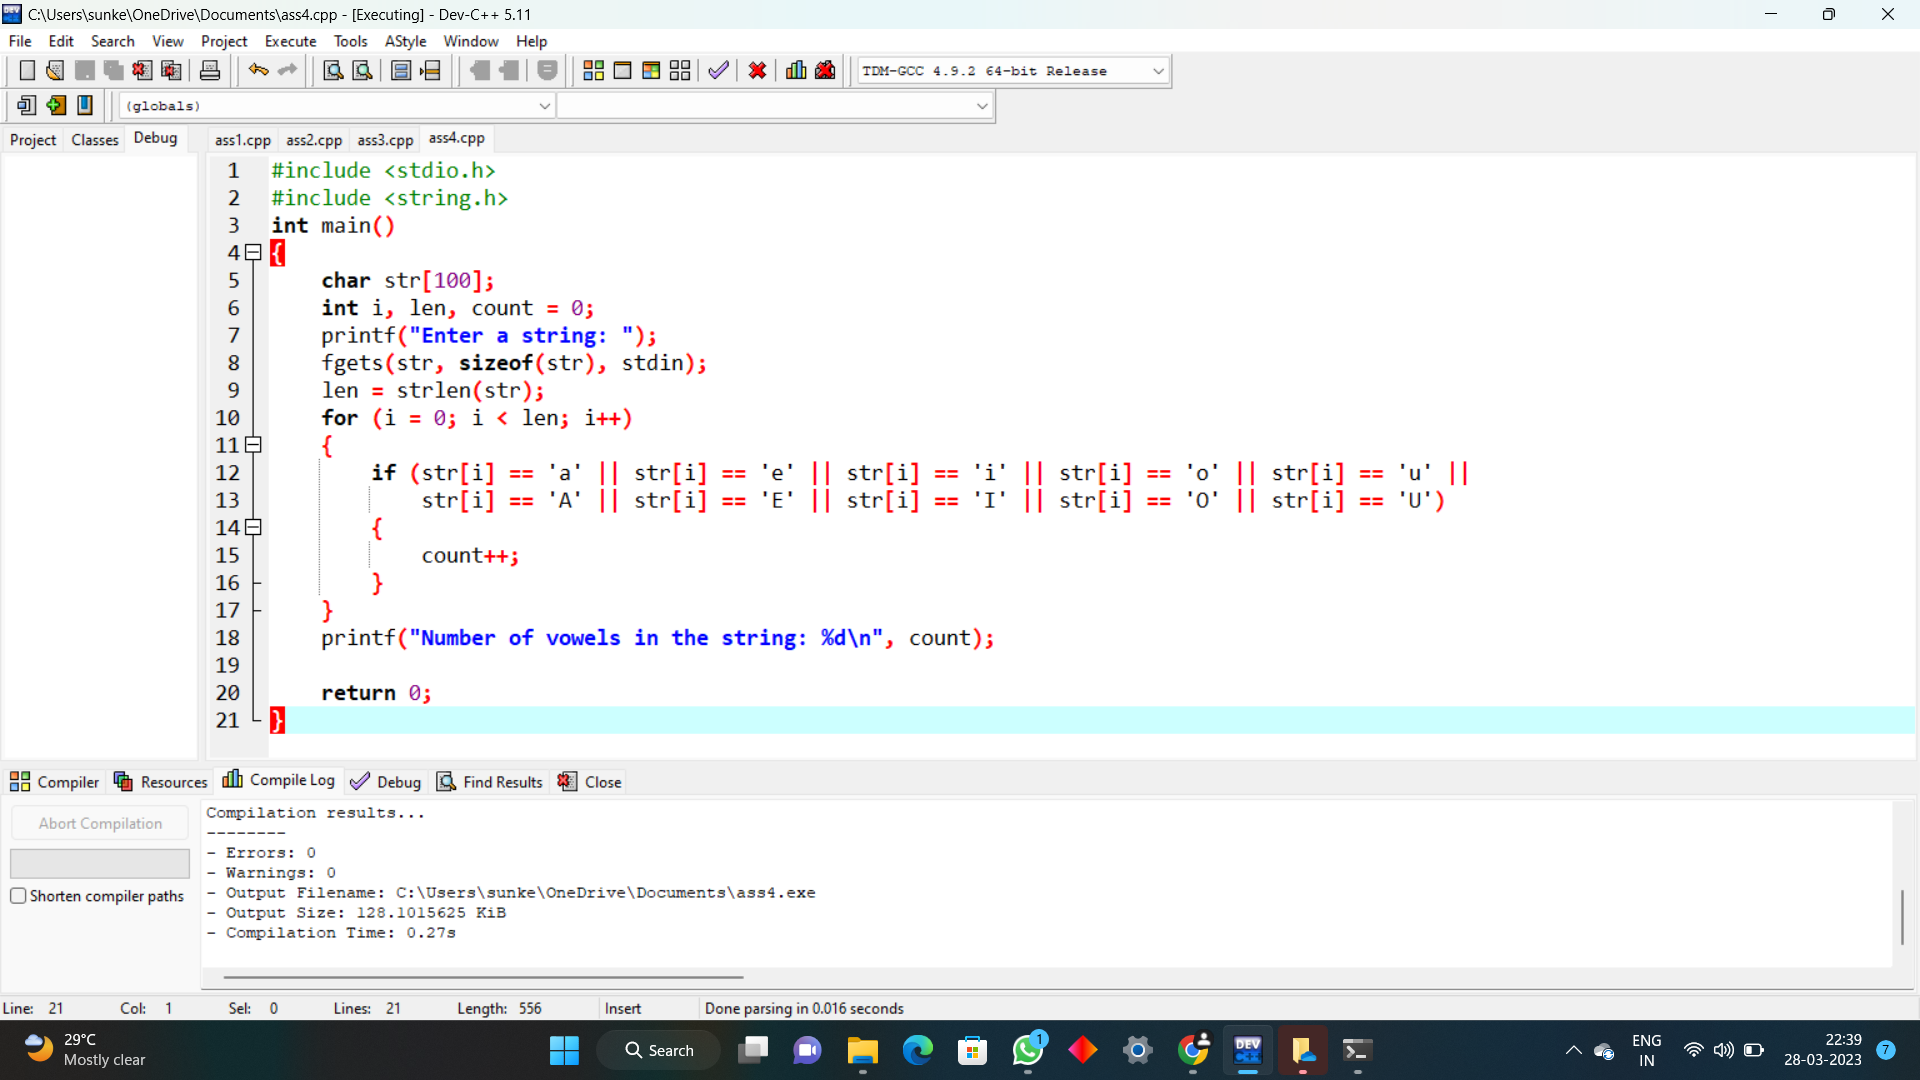 C:\Users\sunke\OneDrive\Documents\ass4.cpp - [Executing] - Dev-C++ 5.11
File Edit Search View Project Execute Tools AStyle Window Help
TDM-GCC 4.9.2 64-bit Release
(globals)
Project Classes Debug ass1.cpp ass2.cpp ass3.cpp ass4.cpp
1 #include <stdio.h>
2 #include <string.h>
3 int main()
4 {
5 char str[100];
6 int i, len, count = 0;
7 printf("Enter a string: ");
8 fgets(str, sizeof(str), stdin);
9 len = strlen(str);
10 for (i = 0; i < len; i++)
11 {
12 if (str[i] == 'a' || str[i] == 'e' || str[i] == 'i' || str[i] == 'o' || str[i] == 'u' ||
13 str[i] == 'A' || str[i] == 'E' || str[i] == 'I' || str[i] == 'O' || str[i] == 'U')
14 {
15 count++;
16 }
17 }
18 printf("Number of vowels in the string: %d\n", count);
19
20 return 0;
21 }
Compiler Resources Compile Log Debug Find Results Close
Abort Compilation
Shorten compiler paths
Compilation results...
--------
- Errors: 0
- Warnings: 0
- Output Filename: C:\Users\sunke\OneDrive\Documents\ass4.exe
- Output Size: 128.1015625 KiB
- Compilation Time: 0.27s
Line: 21 Col: 1 Sel: 0 Lines: 21 Length: 556 Insert Done parsing in 0.016 seconds
29°C
Mostly clear
Search
1
DEV
C++
ENG
IN
22:39
28-03-2023
7